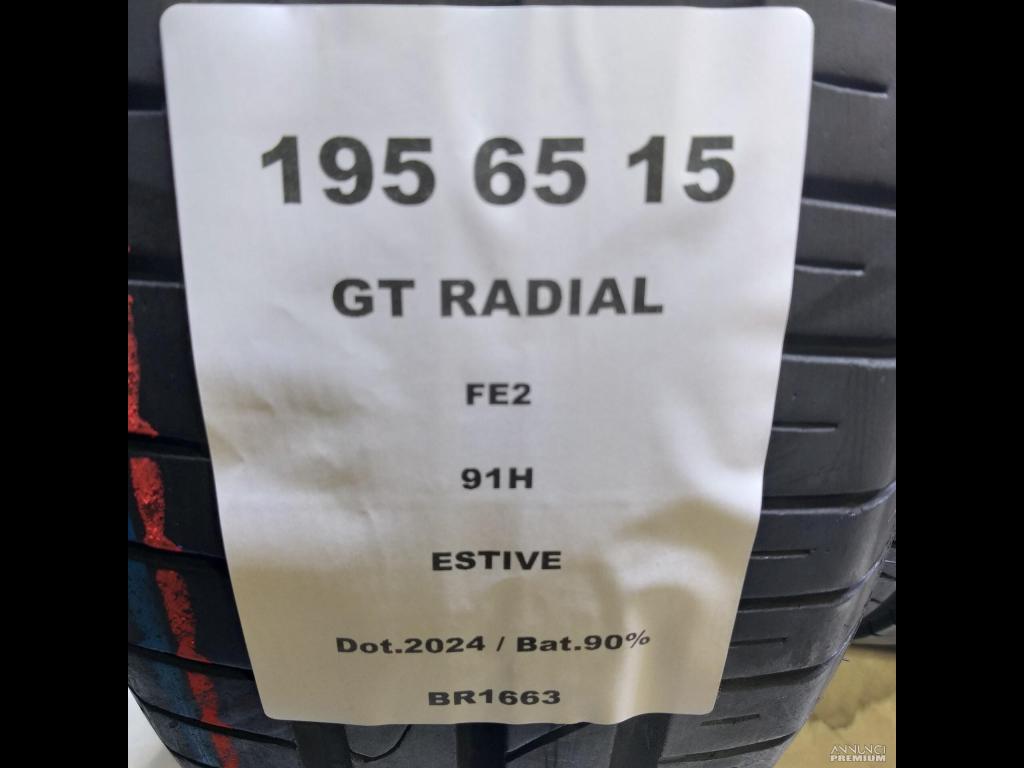 195 65 15
GT RADIAL
FE2
91H
ESTIVE
Dot.2024 / Bat.90%
BR1663
ANNUNCI
PREMIUM